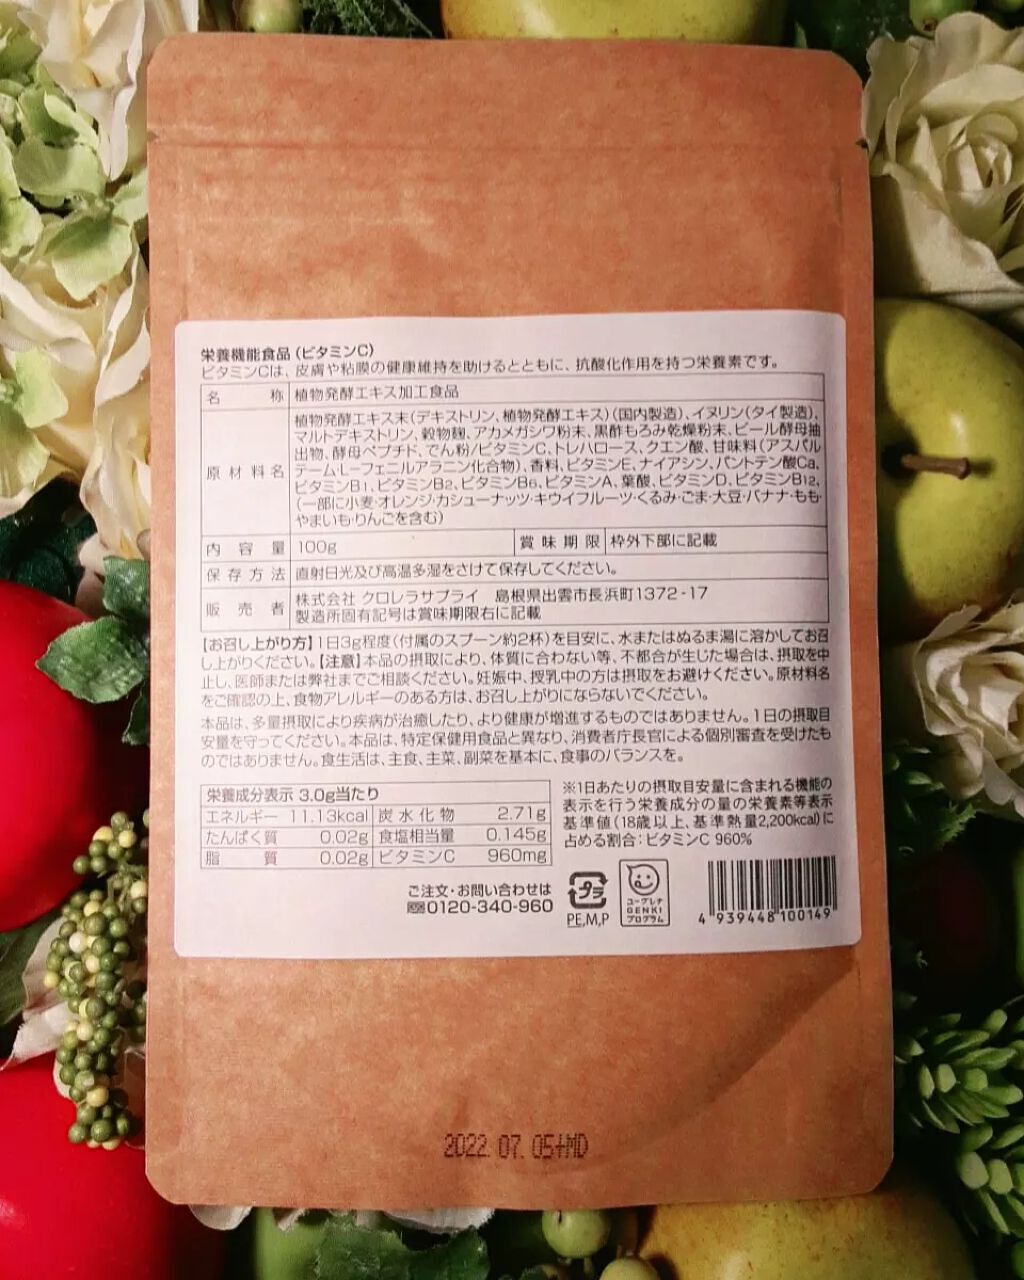 栄養機能食品(ビタミンC)
ビタミンCは、皮膚や粘膜の健康維持を助けるとともに、抗酸化作用を持つ栄養素です。
名称 植物発酵エキス加工食品
原材料名 植物発酵エキス末(デキストリン、植物発酵エキス)(国内製造)、イヌリン(タイ製造)、
マルトデキストリン、穀物麹、アカメガシワ粉末、黒酢もろみ乾燥粉末、ビール酵母抽
出物、酵母ペプチド、でん粉/ビタミンC、トレハロース、クエン酸、甘味料(アスパル
テーム・L-フェニルアラニン化合物)、香料、ビタミンE、ナイアシン、パントテン酸Ca、
ビタミンB1、ビタミンB2、ビタミンB6、ビタミンA、葉酸、ビタミンD、ビタミンB12、
(一部に小麦・オレンジ・カシューナッツ・キウイフルーツ・くるみ・ごま・大豆・バナナ・もも・
やまいも・りんごを含む)
内容量 100g 賞味期限 枠外下部に記載
保存方法 直射日光及び高温多湿をさけて保存してください。
販売者 株式会社 クロレラサプライ 島根県出雲市長浜町1372-17
製造所固有記号は賞味期限右に記載
【お召し上がり方】1日3g程度(付属のスプーン約2杯)を目安に、水またはぬるま湯に溶かしてお召
し上がりください。【注意】本品の摂取により、体質に合わない等、不都合が生じた場合は、摂取を中
止し、医師または弊社までご相談ください。妊娠中、授乳中の方は摂取をお避けください。原材料名
をご確認の上、食物アレルギーのある方は、お召し上がりにならないでください。
本品は、多量摂取により疾病が治癒したり、より健康が増進するものではありません。1日の摂取目
安量を守ってください。本品は、特定保健用食品と異なり、消費者庁長官による個別審査を受けたも
のではありません。食生活は、主食、主菜、副菜を基本に、食事のバランスを。
栄養成分表示 3.0g当たり
エネルギー 11.13kcal 炭水化物 2.71g
たんぱく質 0.02g 食塩相当量 0.145g
脂質 0.02g ビタミンC 960mg
※1日あたりの摂取目安量に含まれる機能の
表示を行う栄養成分の量の栄養素等表示
基準値(18歳以上、基準熱量2,200kcal)に
占める割合:ビタミンC 960%
ご注文・お問い合わせは
0120-340-960
プラ
PE,M,P
ユーグレナ
GENKI
プログラム
4 939448 100149
2022. 07. 05+MD